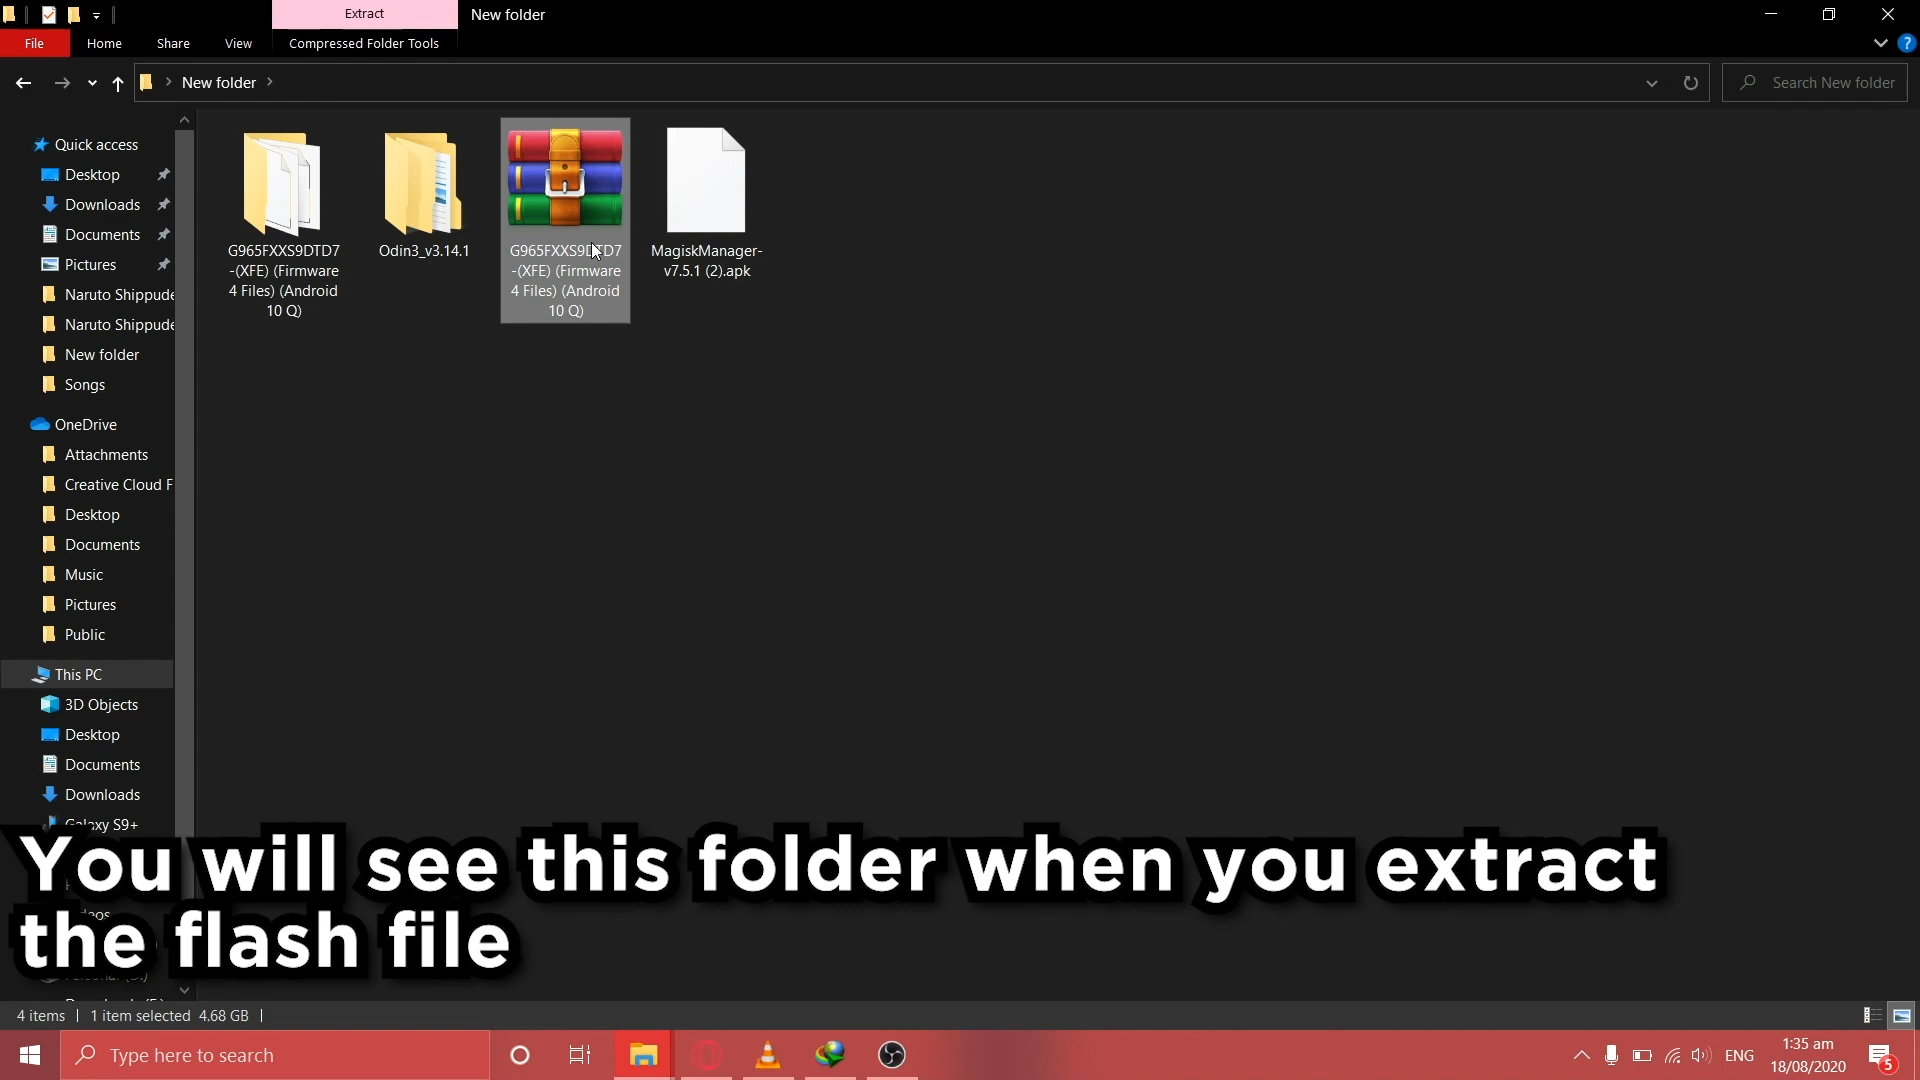 Extract
New folder
File
Home
Share
View
Compressed Folder Tools
New folder
Search New folder
Quick access
Desktop
Downloads
Documents
Pictures
Naruto Shippude
Naruto Shippude
New folder
Songs
OneDrive
Attachments
Creative Cloud F
Desktop
Documents
Music
Pictures
Public
This PC
3D Objects
Desktop
Documents
Downloads
Galaxy S9+
G965FXXS9DTD7
-(XFE) (Firmware
4 Files) (Android
10 Q)
Odin3_v3.14.1
G965FXXS9DTD7
-(XFE) (Firmware
4 Files) (Android
10 Q)
MagiskManager-
v7.5.1 (2).apk
You will see this folder when you extract
the flash file
4 items
1 item selected 4.68 GB
Type here to search
ENG
1:35 am
18/08/2020
5